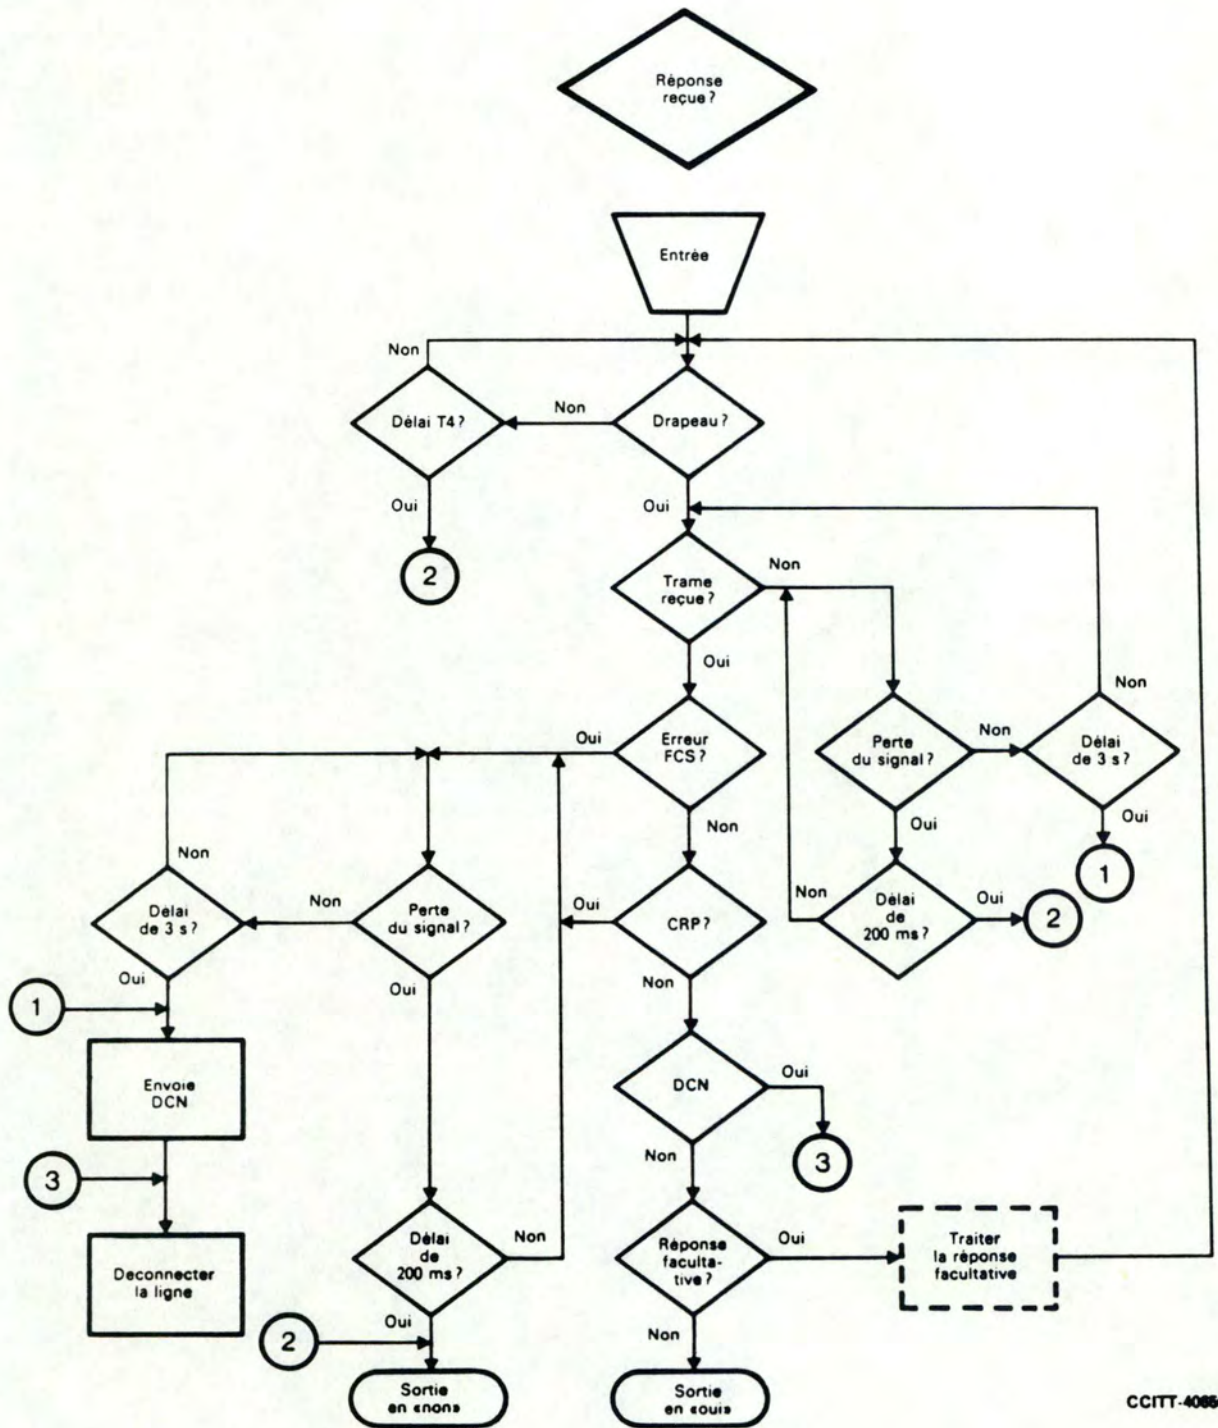 Réponse
reçue ?
Entrée
Non
Délai T4 ?
Non
Drapeau ?
Oui
Oui
2
Trame
reçue ?
Non
Oui
Non
Oui
Erreur
FCS ?
Perte
du signal ?
Non
Délai
de 3 s ?
Non
Oui
Oui
1
Non
Délai
de 3 s ?
Non
Perte
du signal ?
Oui
CRP ?
Non
Délai
de
200 ms ?
Oui
2
Oui
Oui
Non
1
Envoie
DCN
DCN
Oui
3
Non
3
Deconnecter
la ligne
Délai
de
200 ms ?
Non
Réponse
faculta-
tive ?
Oui
Traiter
la réponse
facultative
Oui
2
Non
Sortie
en «non»
Sortie
en «oui»